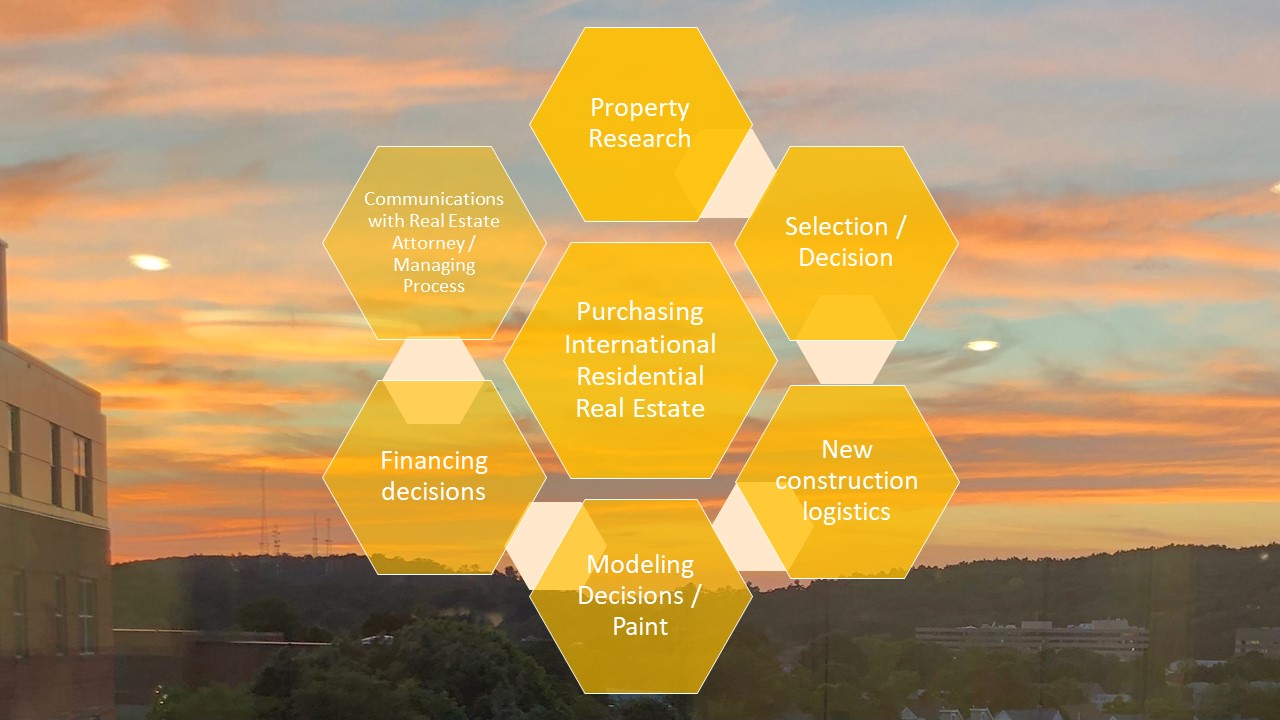 Property
Research
Selection /
Decision
New
construction
logistics
Modeling
Decisions /
Paint
Financing
decisions
Communications
with Real Estate
Attorney /
Managing
Process
Purchasing
International
Residential
Real Estate